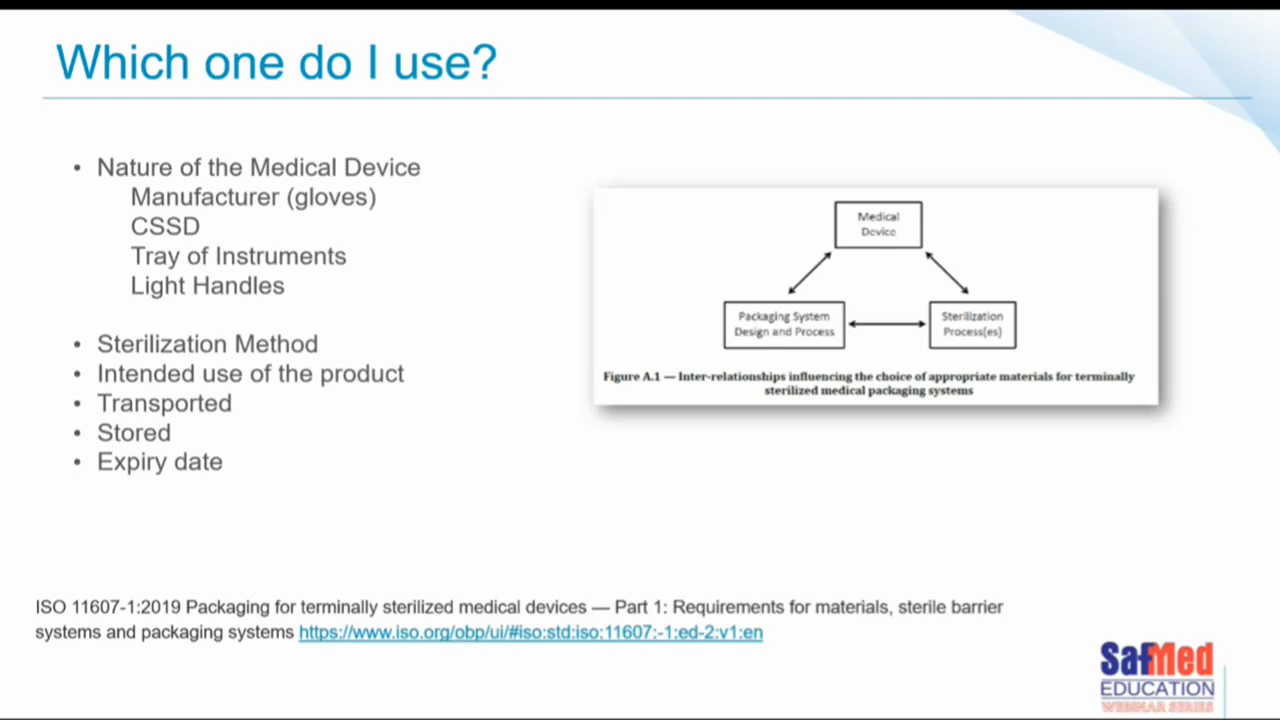 Which one do I use?
• Nature of the Medical Device
Manufacturer (gloves)
CSSD
Tray of Instruments
Light Handles
• Sterilization Method
• Intended use of the product
• Transported
• Stored
• Expiry date
Medical
Device
Packaging System
Design and Process
Sterilization
Process(es)
Figure A.1 — Inter-relationships influencing the choice of appropriate materials for terminally
sterilized medical packaging systems
ISO 11607-1:2019 Packaging for terminally sterilized medical devices — Part 1: Requirements for materials, sterile barrier
systems and packaging systems https://www.iso.org/obp/ui/#iso:std:iso:11607:-1:ed-2:v1:en
SafMed
EDUCATION
WEBINAR SERIES